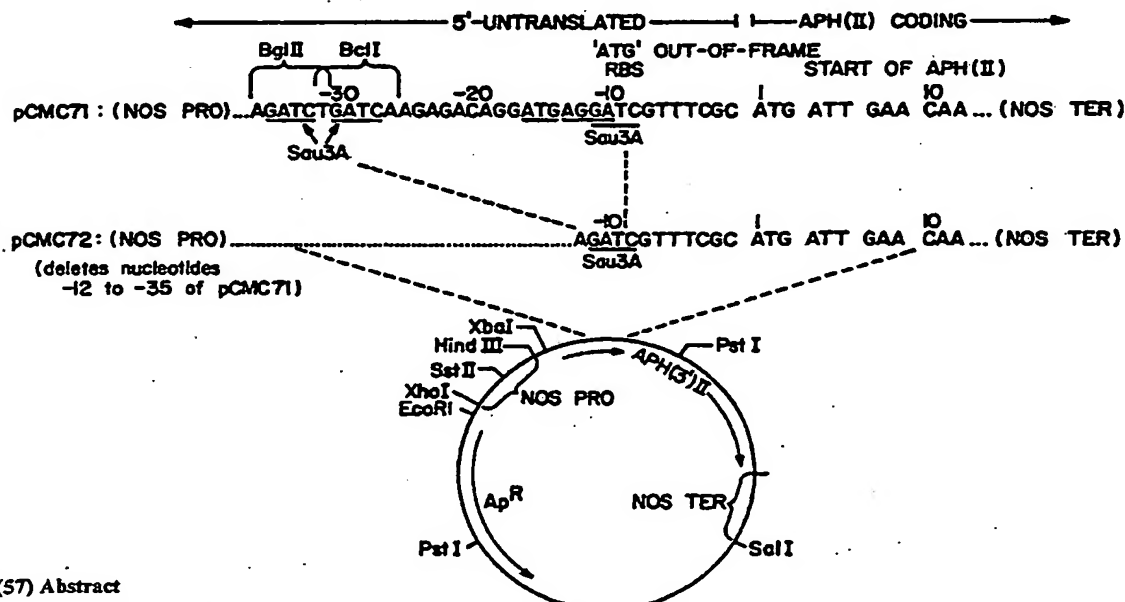 5'-UNTRANSLATED APH(II) CODING
BglII BclI 'ATG' OUT-OF-FRAME
RBS START OF APH(II)
-30 -20 -10 1 10
pCMC71: (NOS PRO)...AGATCTGATCAAGAGACAGGATGAGGATCGTTTCGC ATG ATT GAA CAA... (NOS TER)
Sau3A Sau3A
-10 1 10
pCMC72: (NOS PRO)..............................AGATCGTTTCGC ATG ATT GAA CAA... (NOS TER)
(deletes nucleotides Sau3A
-12 to -35 of pCMC71)
XbaI
Hind III
SstII
XhoI
EcoRI
NOS PRO
APH(3')II
Pst I
NOS TER
SalI
ApR
Pst I
(57) Abstract